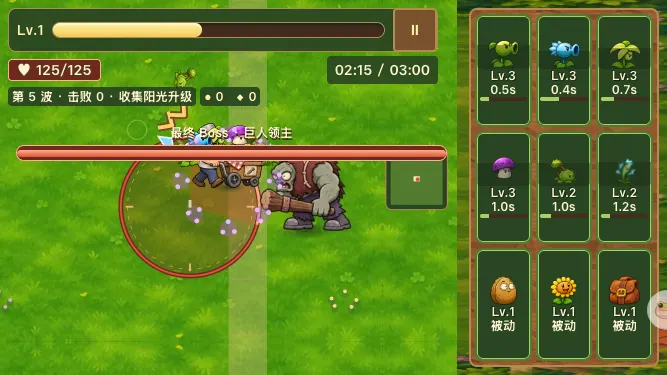 Lv.1
125/125
02:15 / 03:00
第 5 波 · 击败 0 · 收集阳光升级
0 0
最终 Boss 巨人领主
Lv.3 Lv.3 Lv.3
0.5s 0.4s 0.7s
Lv.3 Lv.2 Lv.2
1.0s 1.0s 1.2s
Lv.1 Lv.1 Lv.1
被动 被动 被动